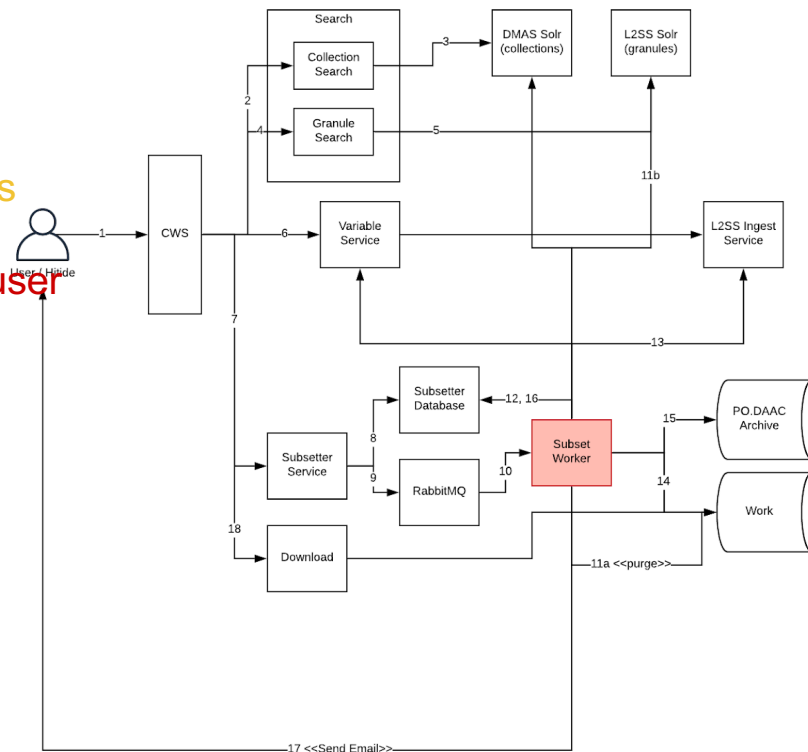 Search
Collection
Search
3
DMAS Solr
(collections)
L2SS Solr
(granules)
2
4
Granule
Search
5
11b
s
1
CWS
6
Variable
Service
L2SS Ingest
Service
User / Hitide
user
7
13
Subsetter
Database
12, 16
8
Subset
Worker
15
PO.DAAC
Archive
Subsetter
Service
9
RabbitMQ
10
14
Work
18
Download
11a <<purge>>
17 <<Send Email>>